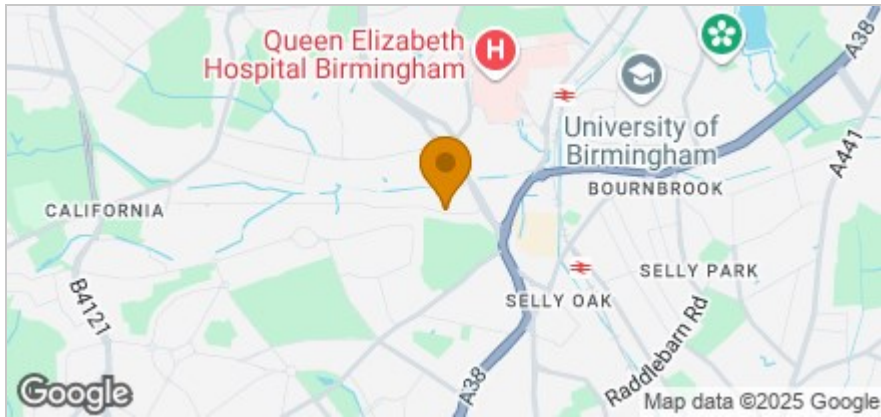 Queen Elizabeth
Hospital Birmingham
H
A38
University of
Birmingham
A441
BOURNBROOK
CALIFORNIA
SELLY PARK
B4121
SELLY OAK
Raddlebarn Rd
A38
Google
Map data ©2025 Google